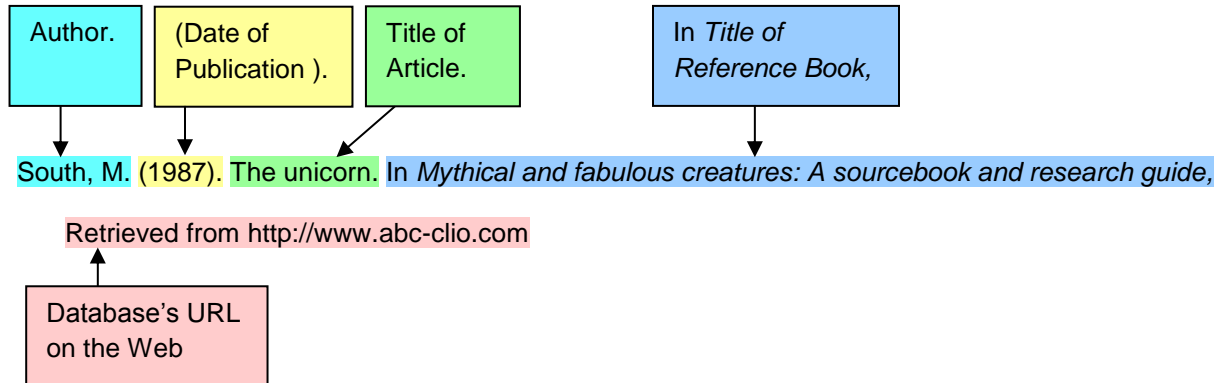 Author.
(Date of
Publication ).
Title of
Article.
In Title of
Reference Book,
South, M. (1987). The unicorn. In Mythical and fabulous creatures: A sourcebook and research guide,
Retrieved from http://www.abc-clio.com
Database’s URL
on the Web